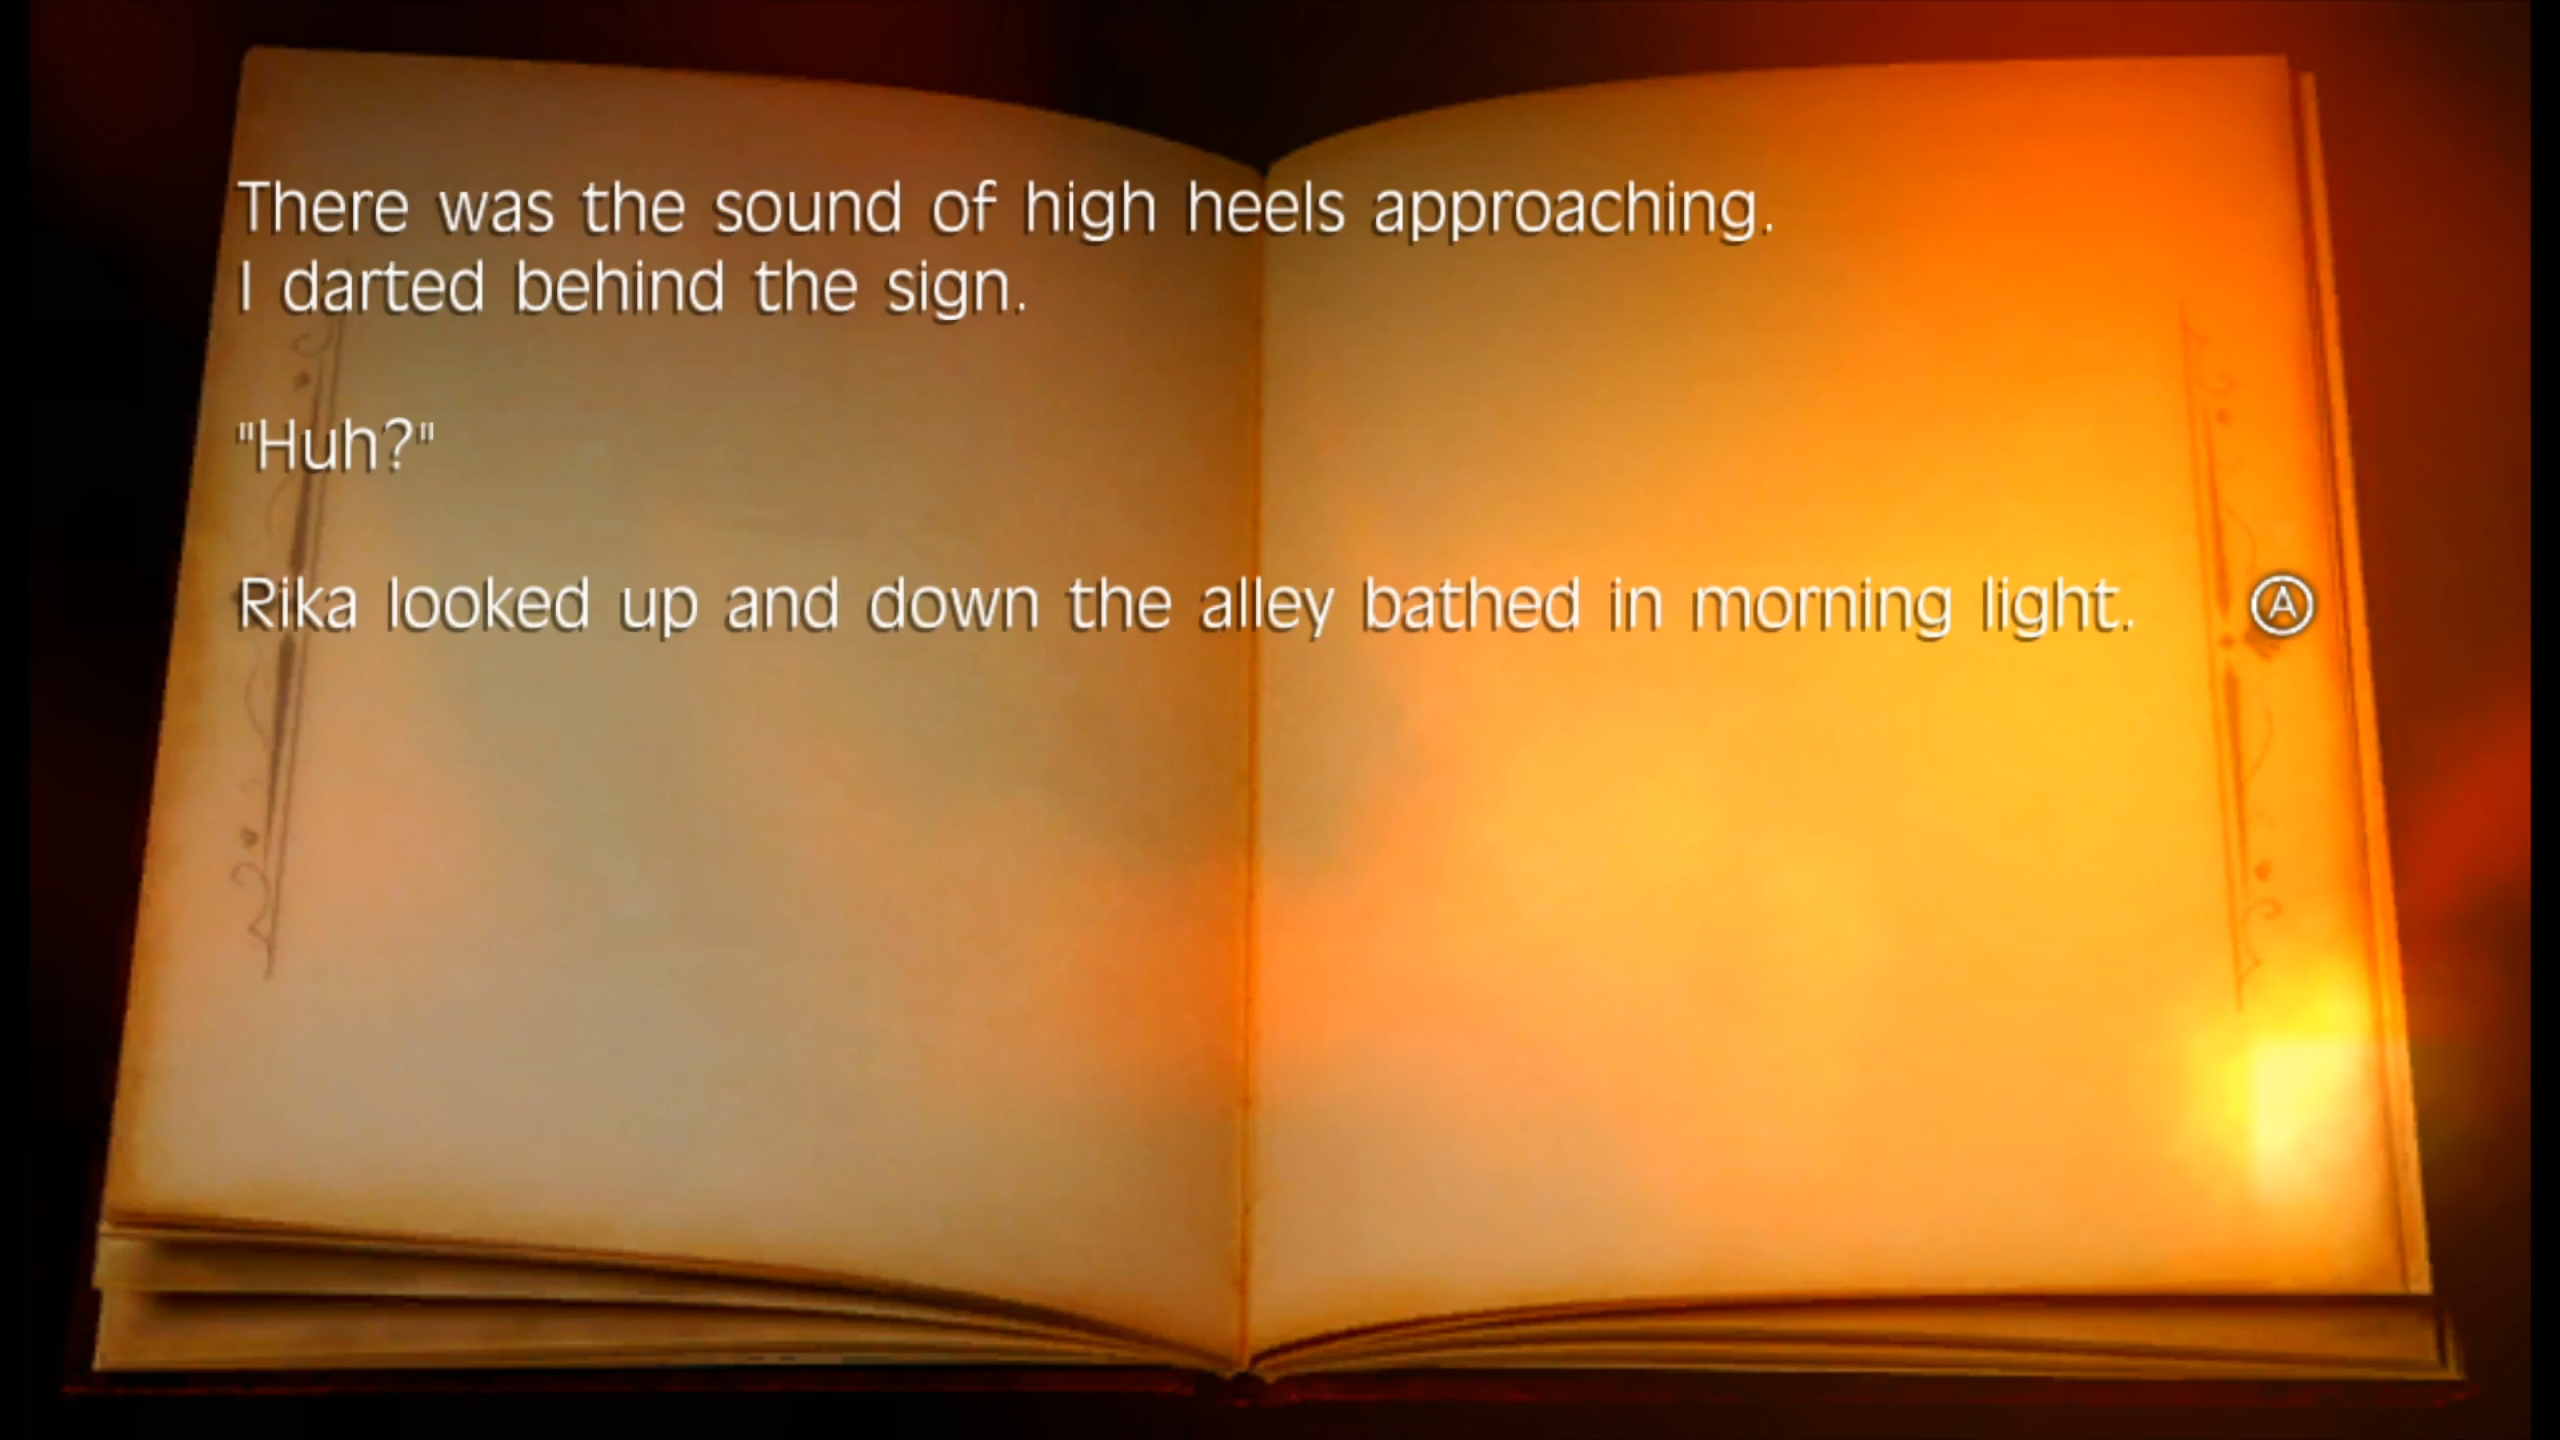 There was the sound of high heels approaching.
I darted behind the sign.
"Huh?"
Rika looked up and down the alley bathed in morning light. Ⓐ